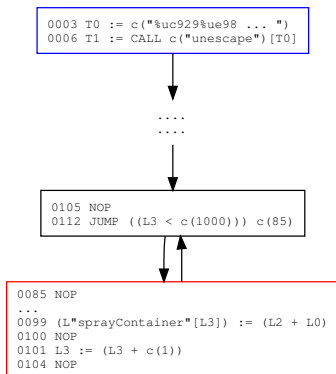 0003 T0 := c("%uc929%ue98 ... ")
0006 T1 := CALL c("unescape")[T0]
....
....
0105 NOP
0112 JUMP ((L3 < c(1000))) c(85)
0085 NOP
...
0099 (L"sprayContainer"[L3]) := (L2 + L0)
0100 NOP
0101 L3 := (L3 + c(1))
0104 NOP